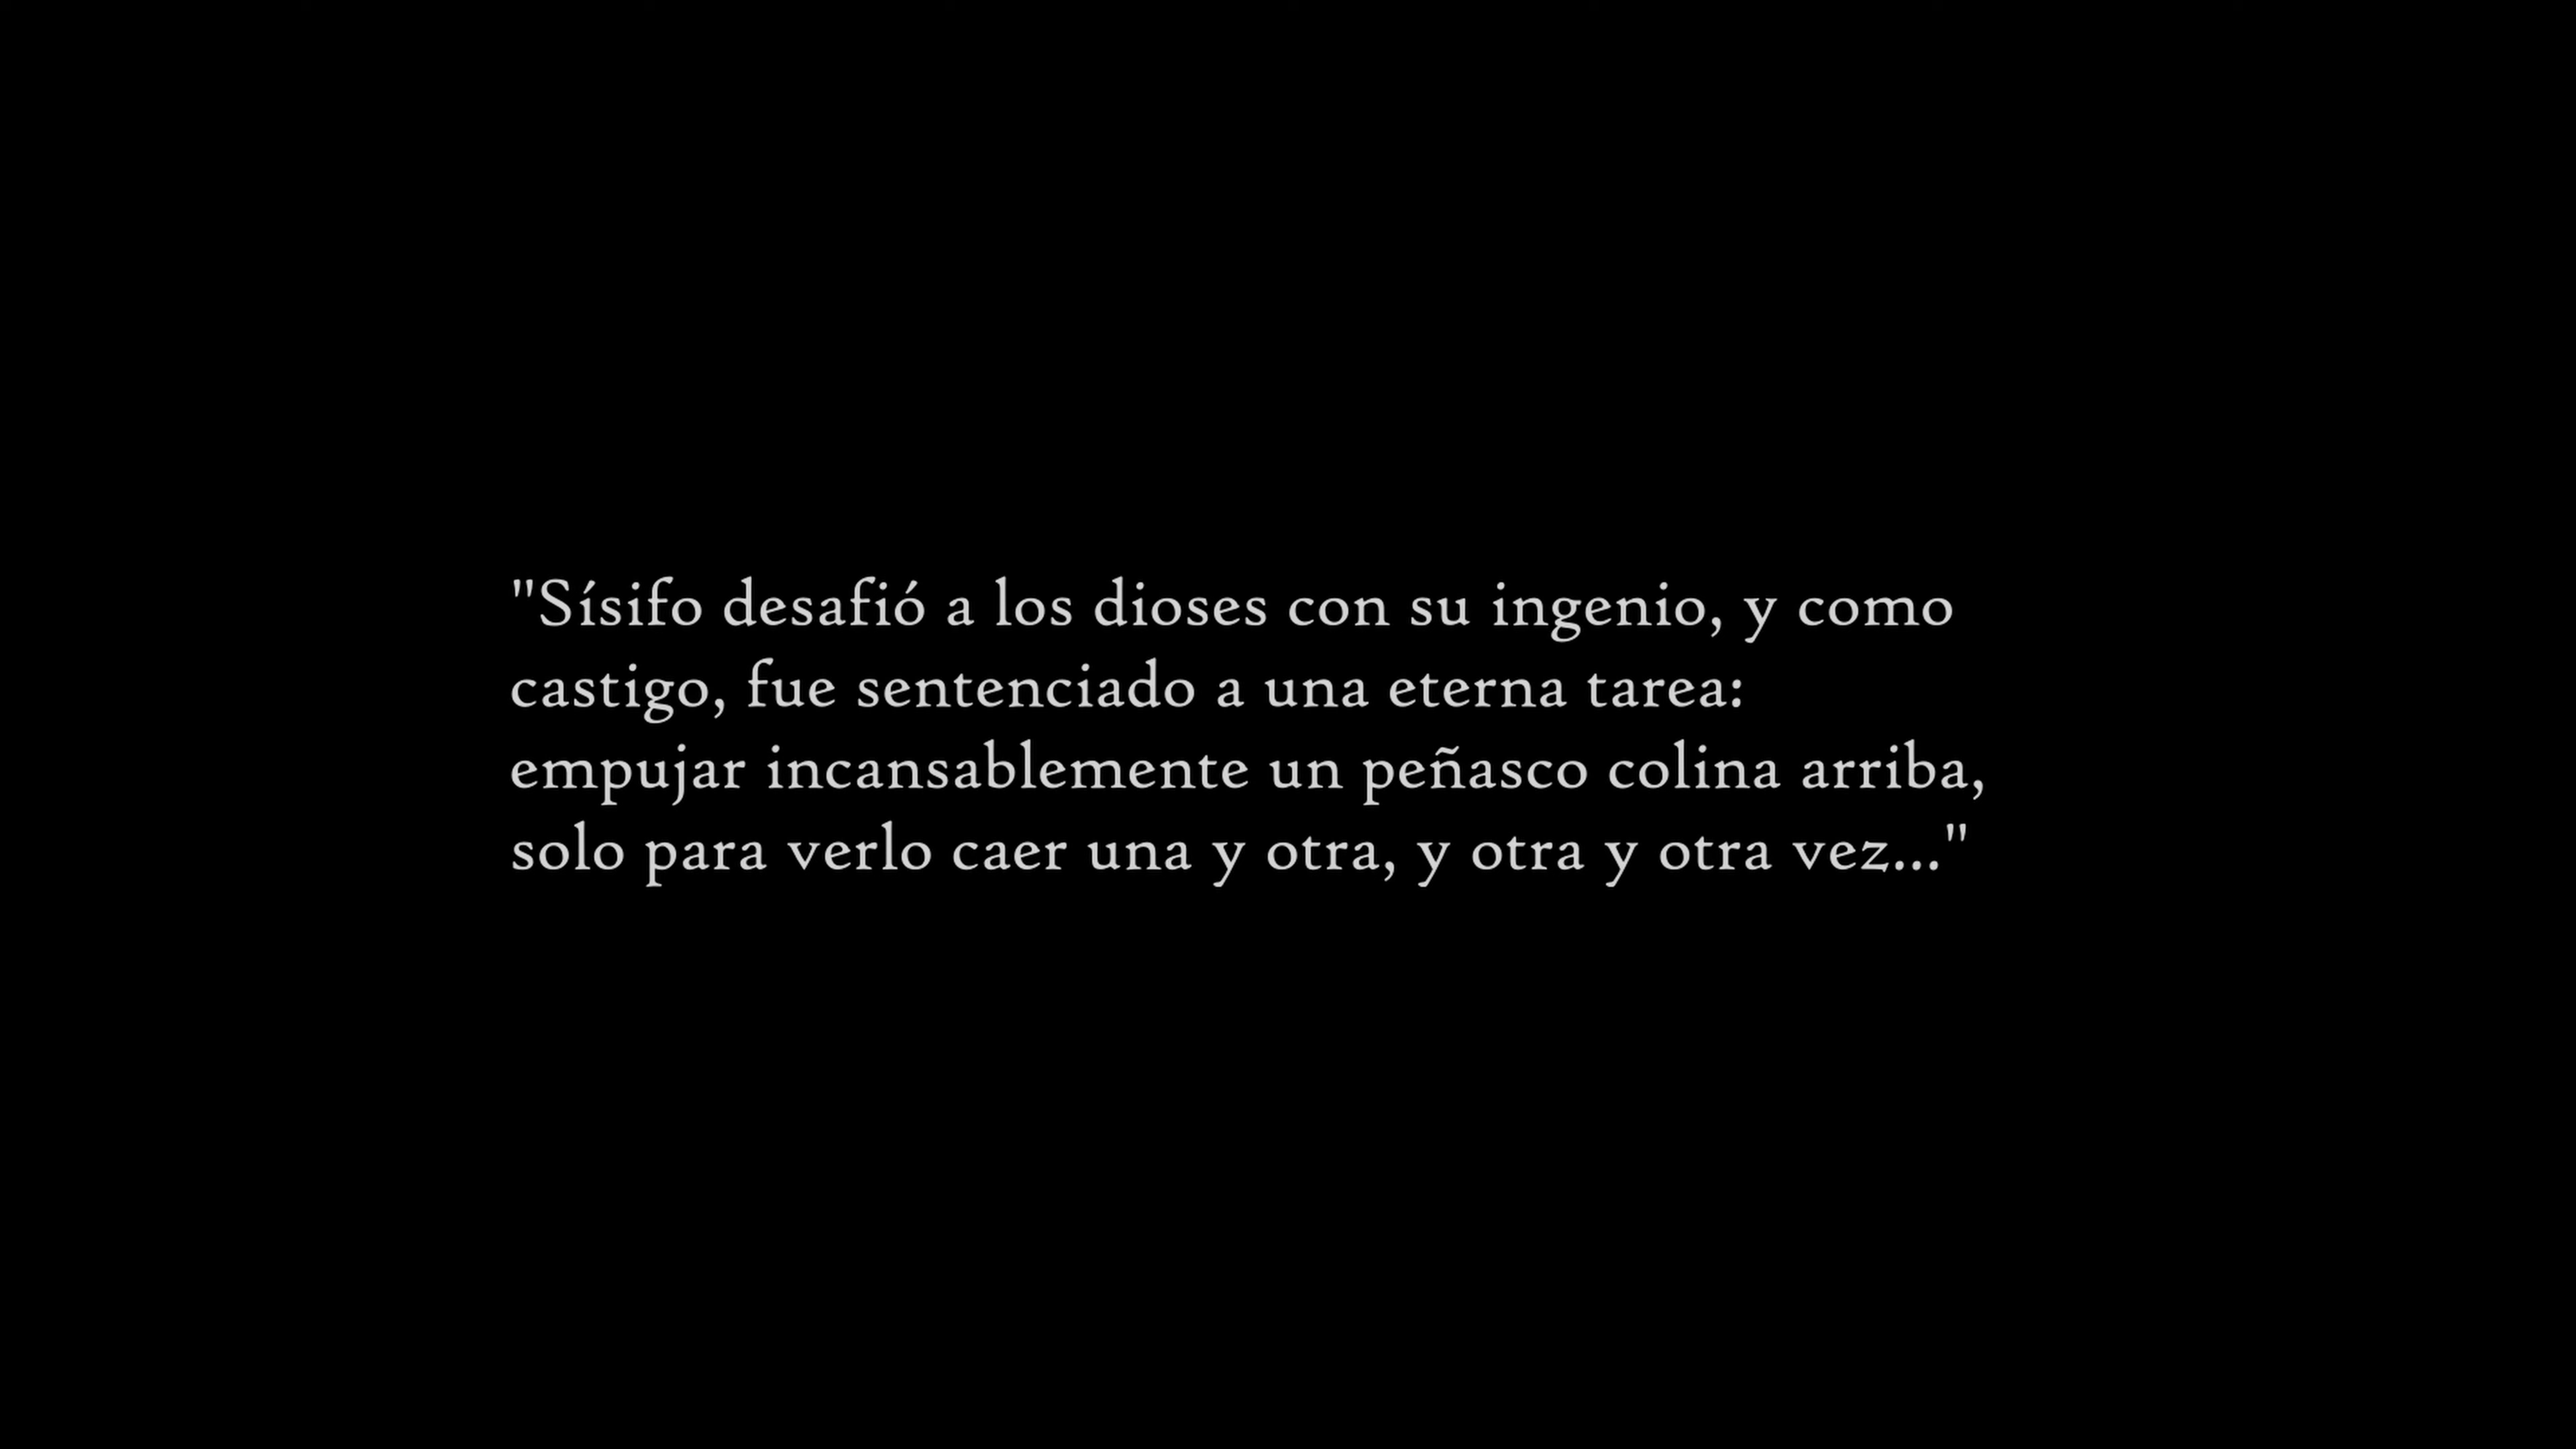 "Sísifo desafió a los dioses con su ingenio, y como
castigo, fue sentenciado a una eterna tarea:
empujar incansablemente un peñasco colina arriba,
solo para verlo caer una y otra, y otra y otra vez..."